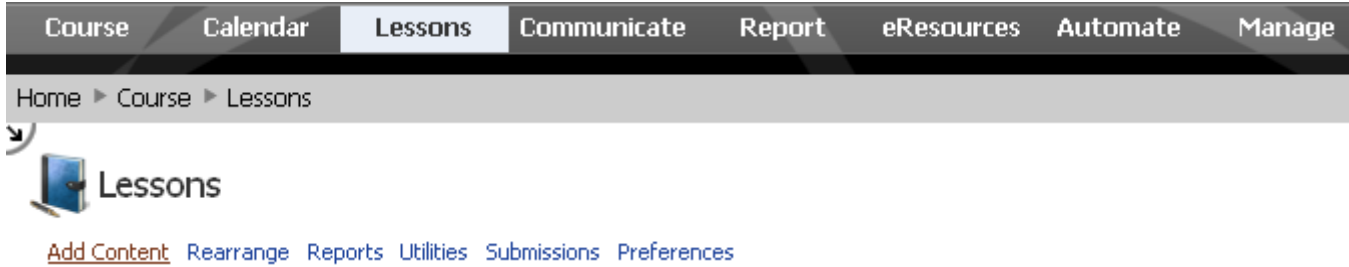 Course Calendar Lessons Communicate Report eResources Automate Manage
Home Course Lessons
Lessons
Add Content Rearrange Reports Utilities Submissions Preferences